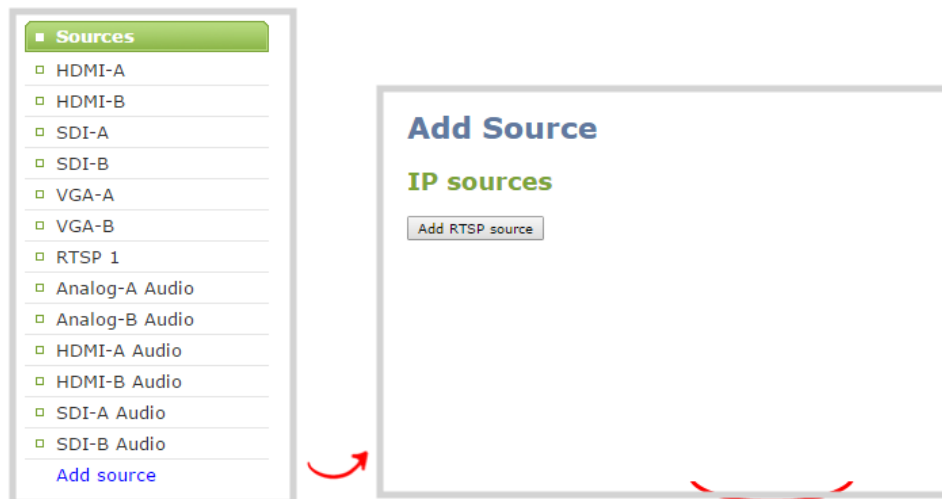 Sources
HDMI-A
HDMI-B
SDI-A
SDI-B
VGA-A
VGA-B
RTSP 1
Analog-A Audio
Analog-B Audio
HDMI-A Audio
HDMI-B Audio
SDI-A Audio
SDI-B Audio
Add source
Add Source
IP sources
Add RTSP source